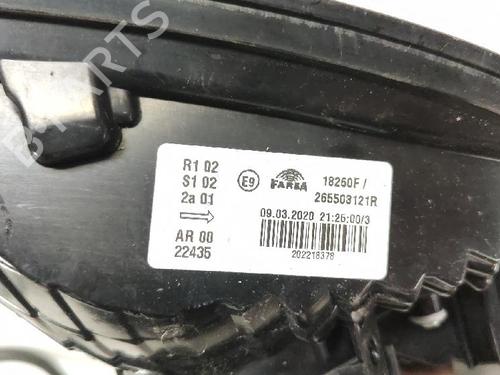 B-PARTS
R1 02
S1 02
2a 01
AR 00
22435
E9
FARBA
18260F /
265503121R
09.03.2020 21:26:00/3
202218378